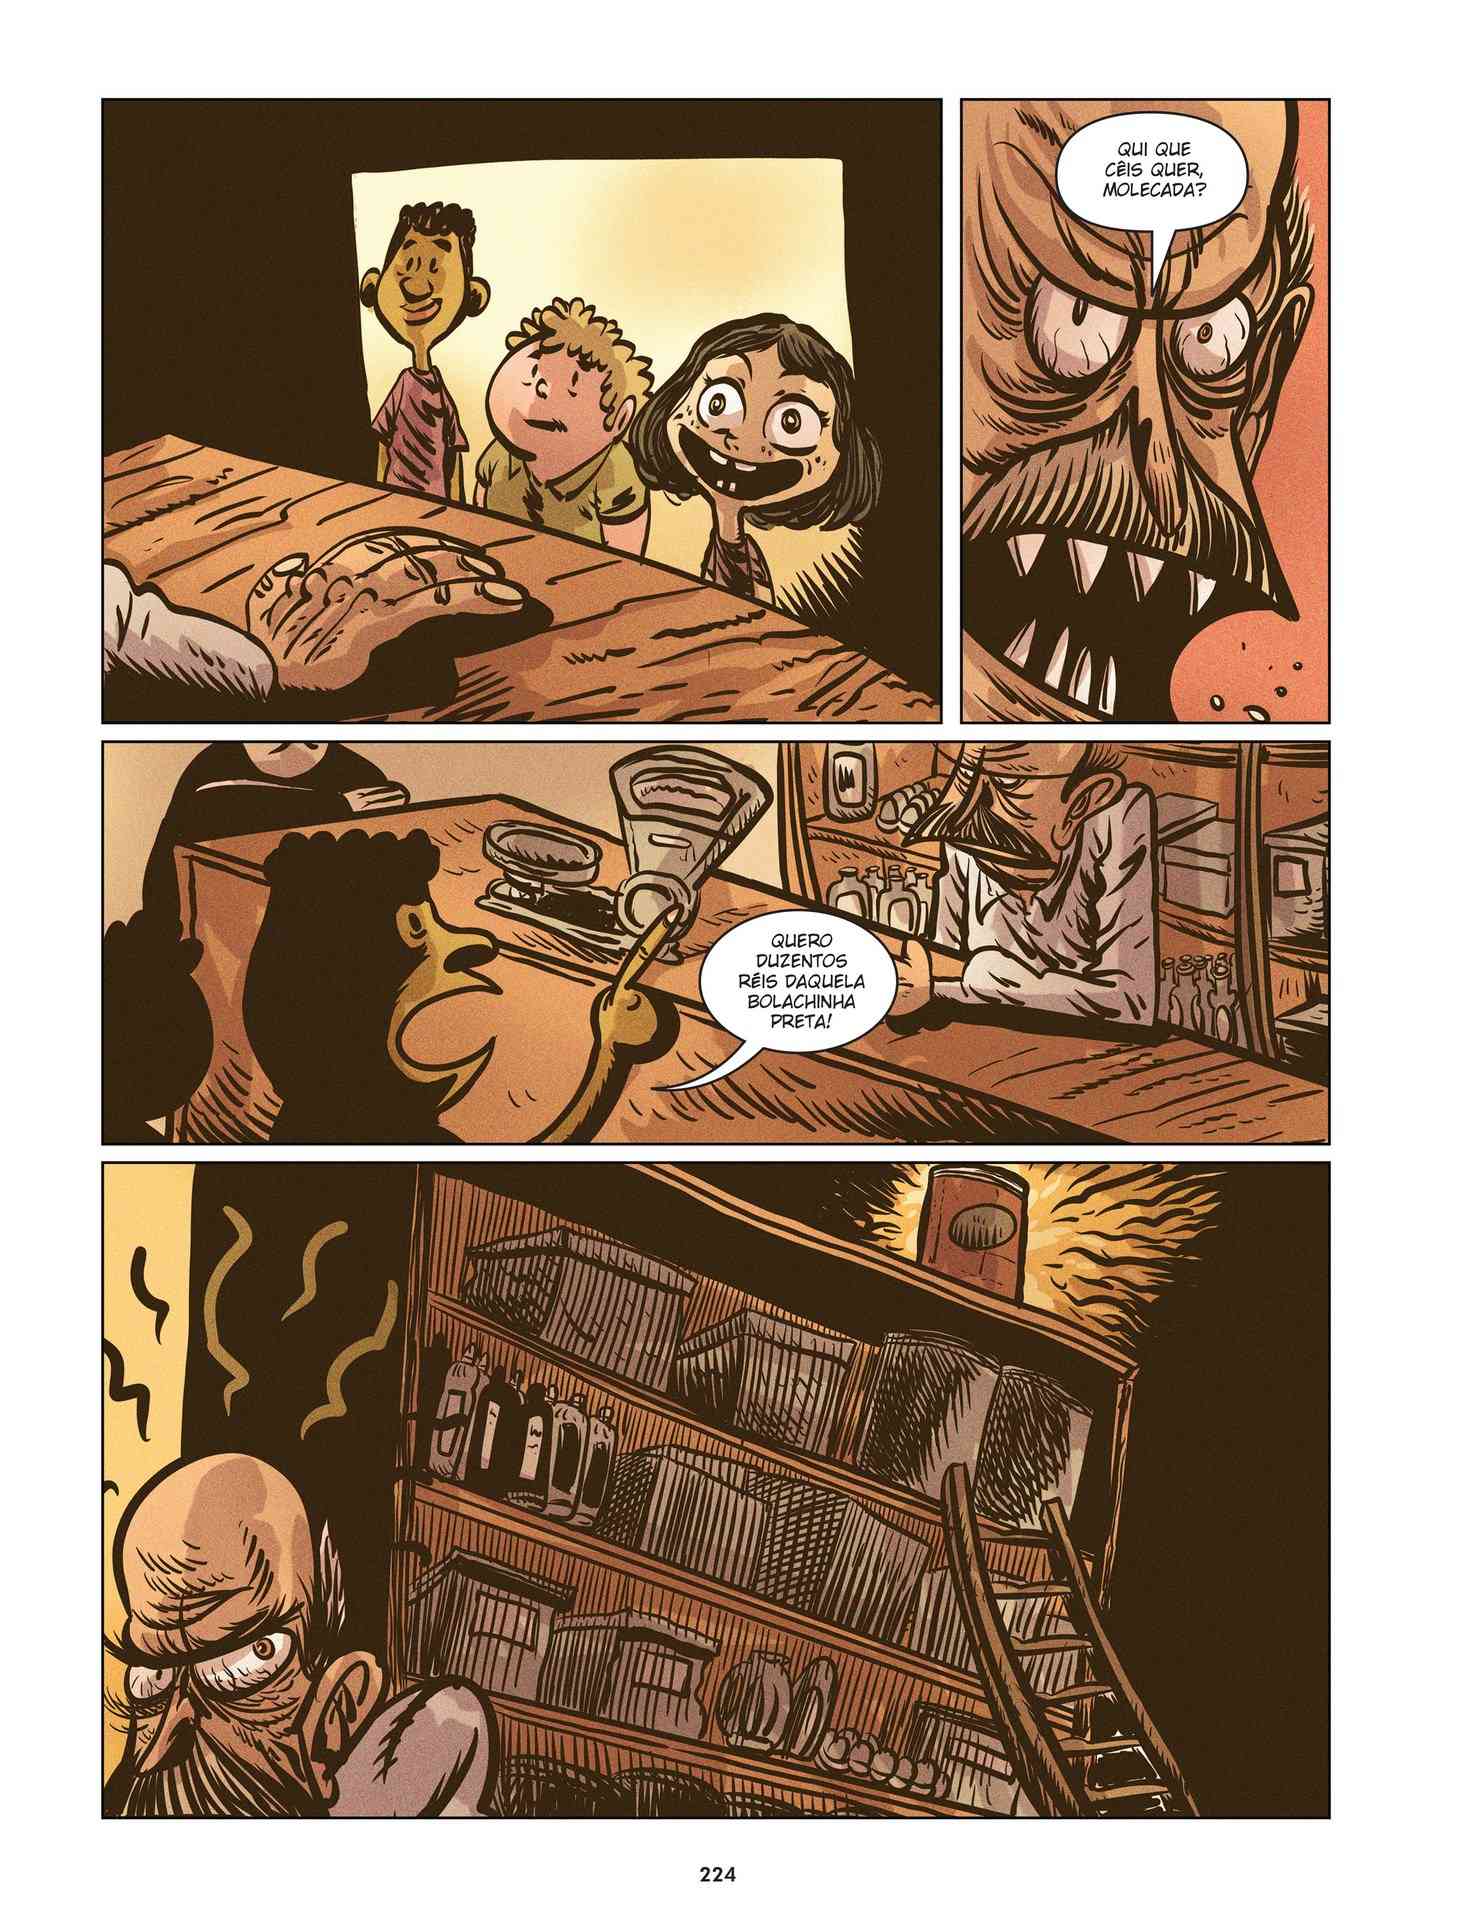 QUI QUE
CÊIS QUER,
MOLECADA?
QUERO
DUZENTOS
RÉIS DAQUELA
BOLACHINHA
PRETA!
224